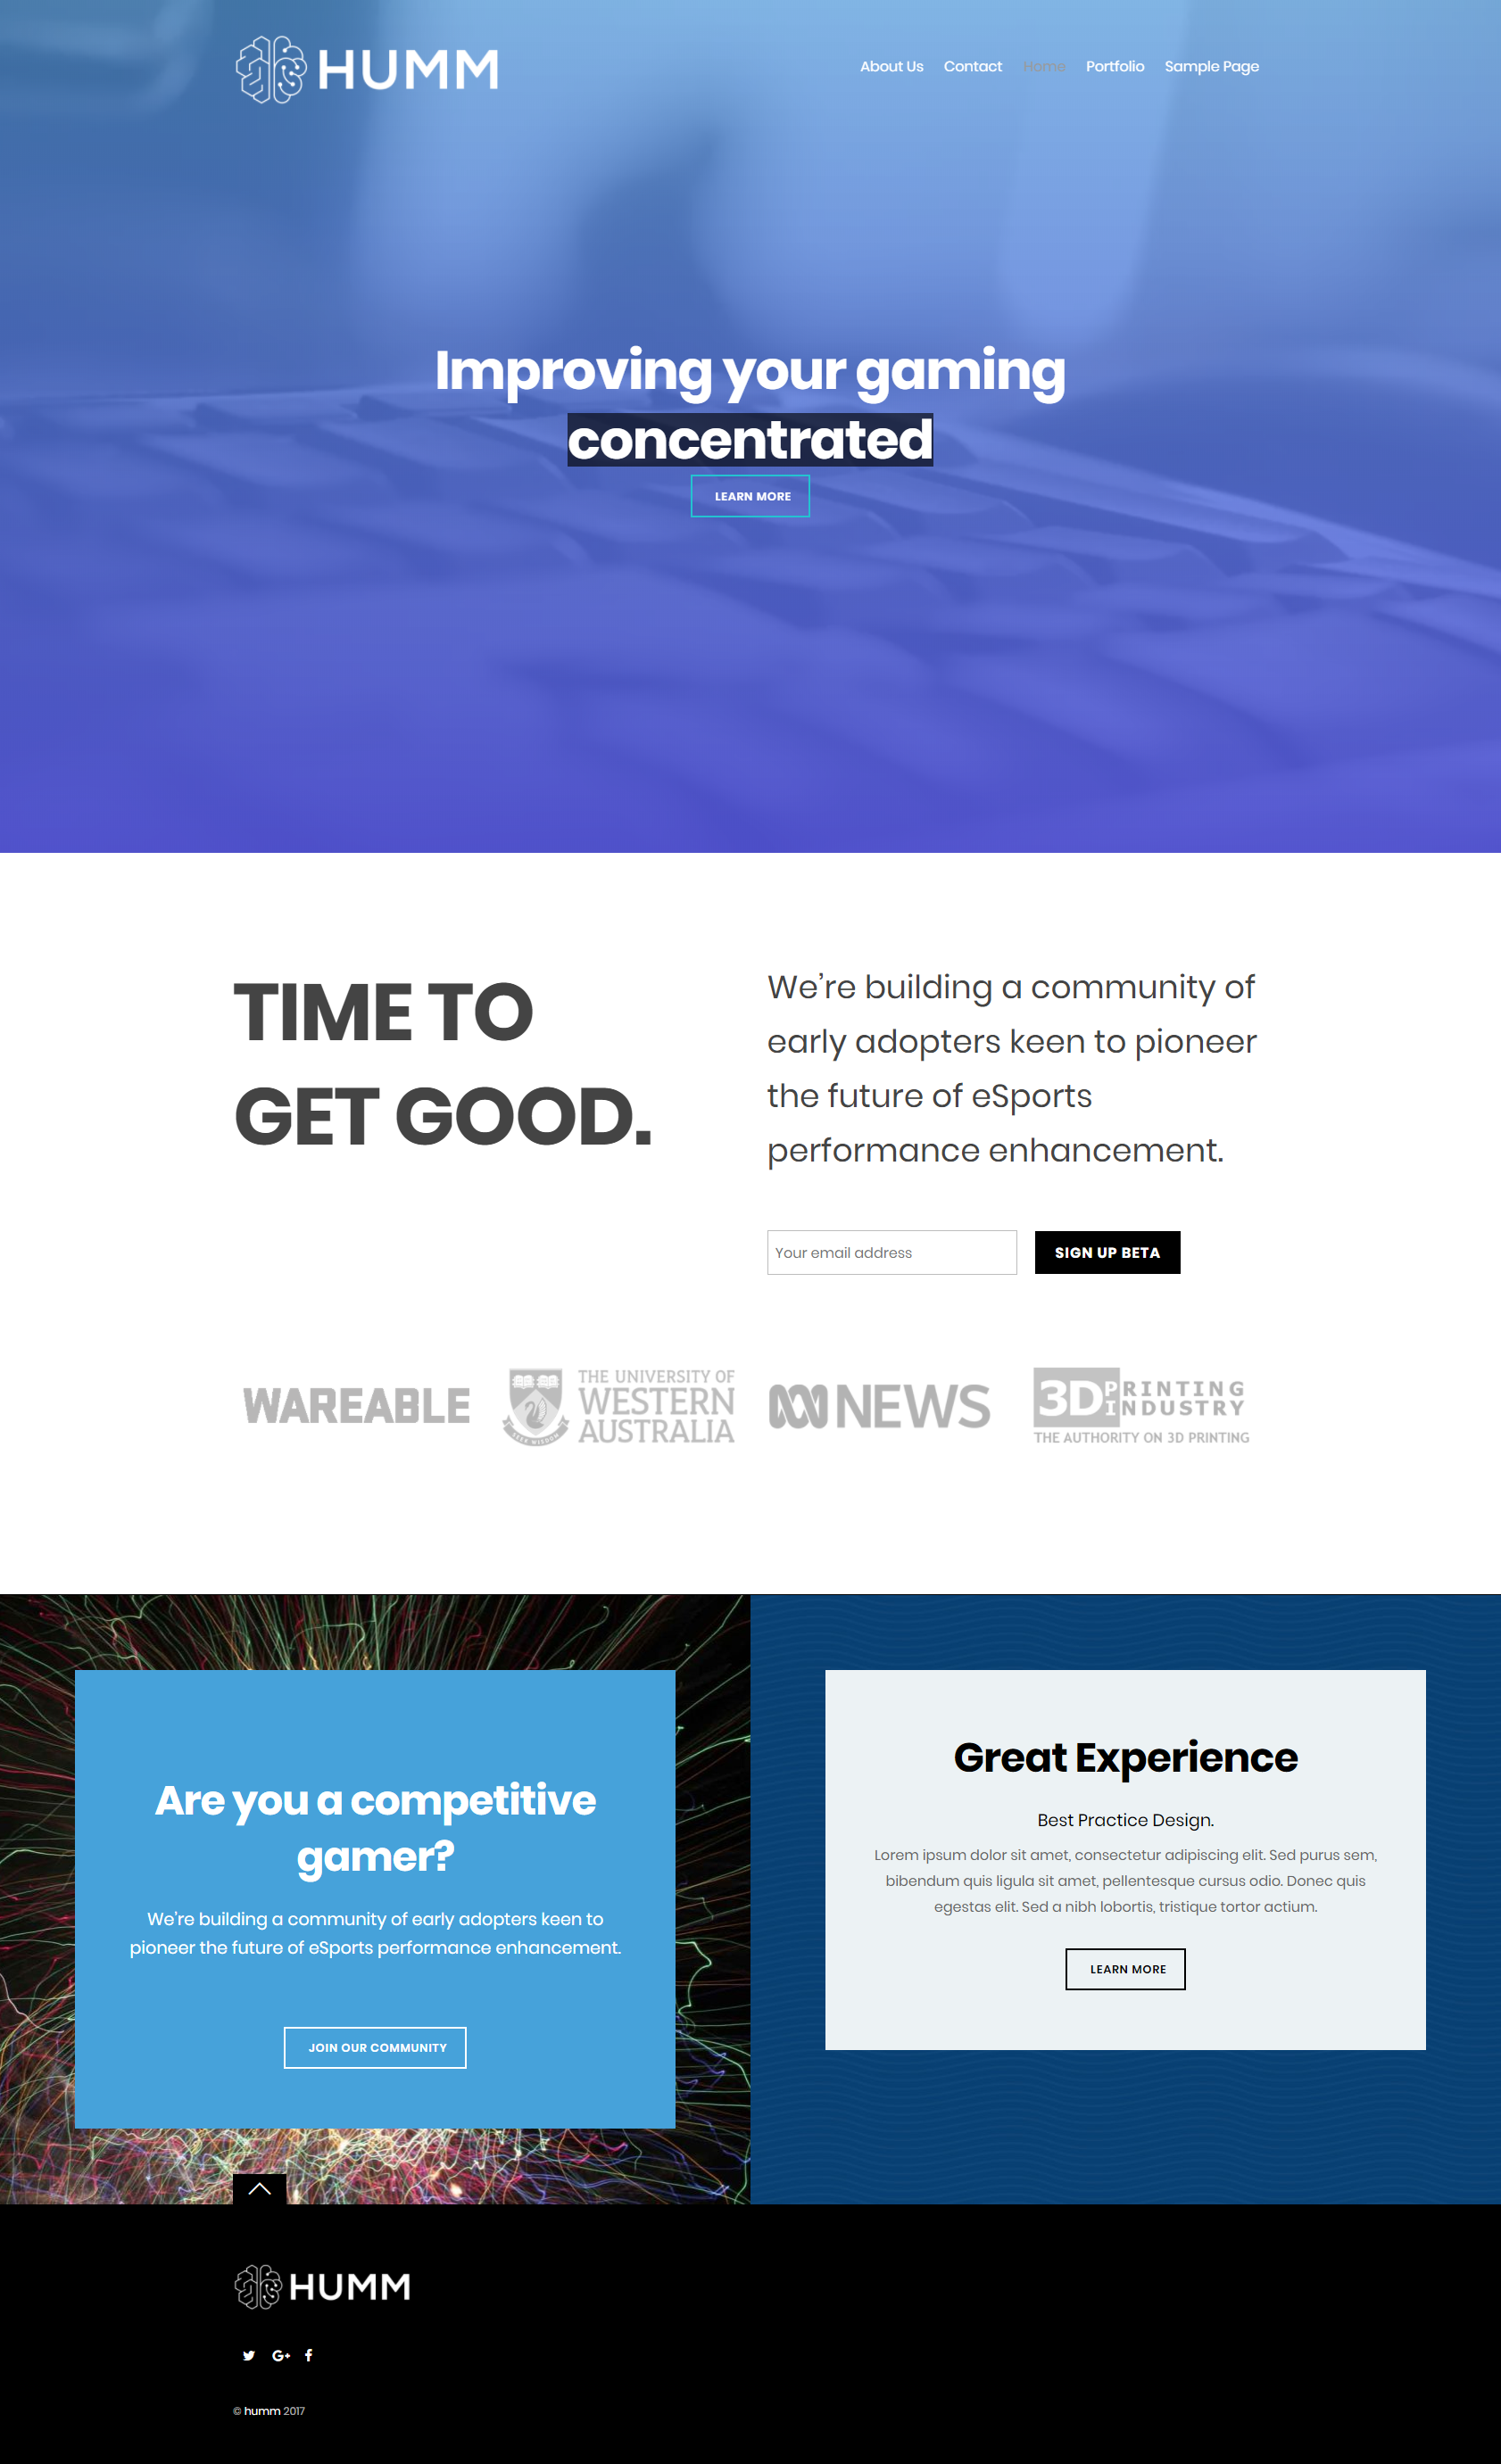 HUMM
About Us Contact Home Portfolio Sample Page
Improving your gaming
concentrated
LEARN MORE
TIME TO
GET GOOD.
We’re building a community of
early adopters keen to pioneer
the future of eSports
performance enhancement.
Your email address
SIGN UP BETA
WAREABLE
THE UNIVERSITY OF
WESTERN
AUSTRALIA
SEEK WISDOM
NEWS
3D PRINTING
INDUSTRY
THE AUTHORITY ON 3D PRINTING
Are you a competitive
gamer?
We’re building a community of early adopters keen to
pioneer the future of eSports performance enhancement.
JOIN OUR COMMUNITY
Great Experience
Best Practice Design.
Lorem ipsum dolor sit amet, consectetur adipiscing elit. Sed purus sem,
bibendum quis ligula sit amet, pellentesque cursus odio. Donec quis
egestas elit. Sed a nibh lobortis, tristique tortor actium.
LEARN MORE
HUMM
G+
© humm 2017